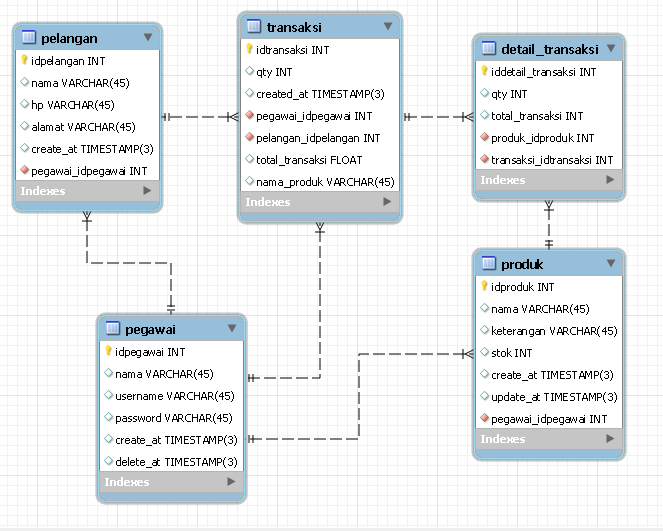 pelangan
idpelangan INT
nama VARCHAR(45)
hp VARCHAR(45)
alamat VARCHAR(45)
create_at TIMESTAMP(3)
pegawai_idpegawai INT
Indexes
transaksi
idtransaksi INT
qty INT
created_at TIMESTAMP(3)
pegawai_idpegawai INT
pelangan_idpelangan INT
total_transaksi FLOAT
nama_produk VARCHAR(45)
Indexes
detail_transaksi
iddetail_transaksi INT
qty INT
total_transaksi INT
produk_idproduk INT
transaksi_idtransaksi INT
Indexes
pegawai
idpegawai INT
nama VARCHAR(45)
username VARCHAR(45)
password VARCHAR(45)
create_at TIMESTAMP(3)
delete_at TIMESTAMP(3)
Indexes
produk
idproduk INT
nama VARCHAR(45)
keterangan VARCHAR(45)
stok INT
create_at TIMESTAMP(3)
update_at TIMESTAMP(3)
pegawai_idpegawai INT
Indexes